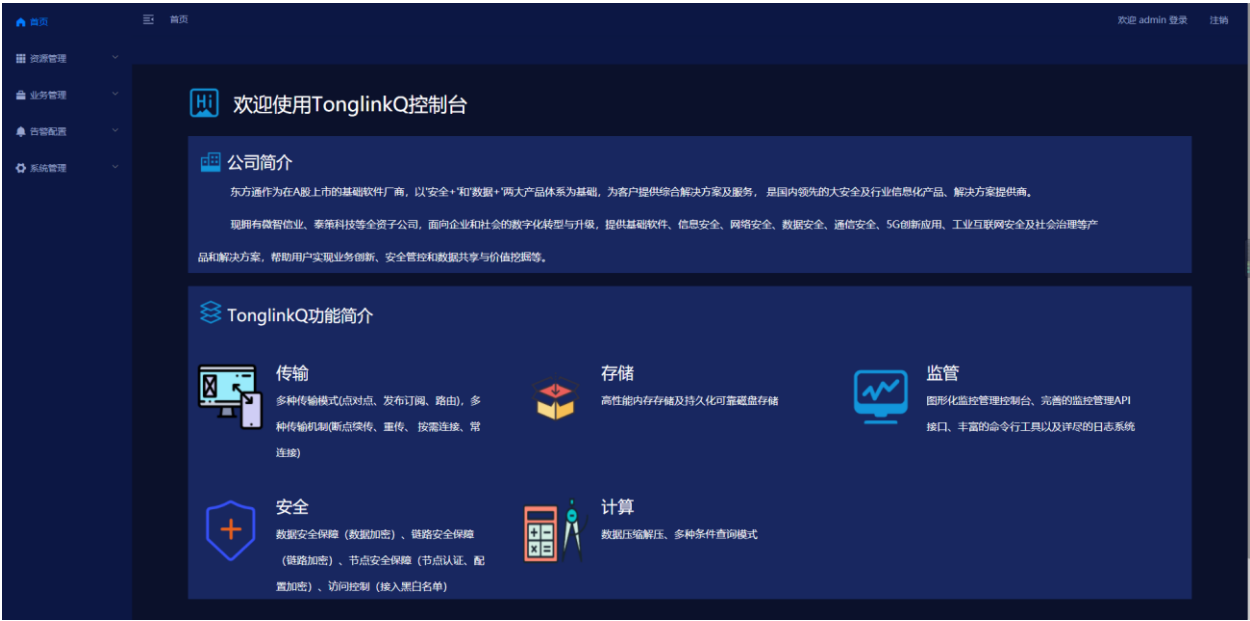 首页
资源管理
业务管理
告警配置
系统管理
首页
欢迎 admin 登录 注销
Hi 欢迎使用TonglinkQ控制台
公司简介
东方通作为在A股上市的基础软件厂商，以'安全+'和'数据+'两大产品体系为基础，为客户提供综合解决方案及服务， 是国内领先的大安全及行业信息化产品、解决方案提供商。
现拥有微智信业、泰策科技等全资子公司，面向企业和社会的数字化转型与升级，提供基础软件、信息安全、网络安全、数据安全、通信安全、5G创新应用、工业互联网安全及社会治理等产
品和解决方案，帮助用户实现业务创新、安全管控和数据共享与价值挖掘等。
TonglinkQ功能简介
传输
多种传输模式(点对点、发布订阅、路由)，多
种传输机制(断点续传、重传、 按需连接、常
连接)
存储
高性能内存存储及持久化可靠磁盘存储
监管
图形化监控管理控制台、完善的监控管理API
接口、丰富的命令行工具以及详尽的日志系统
安全
数据安全保障（数据加密）、链路安全保障
（链路加密）、节点安全保障（节点认证、配
置加密）、访问控制（接入黑白名单）
计算
数据压缩解压、多种条件查询模式